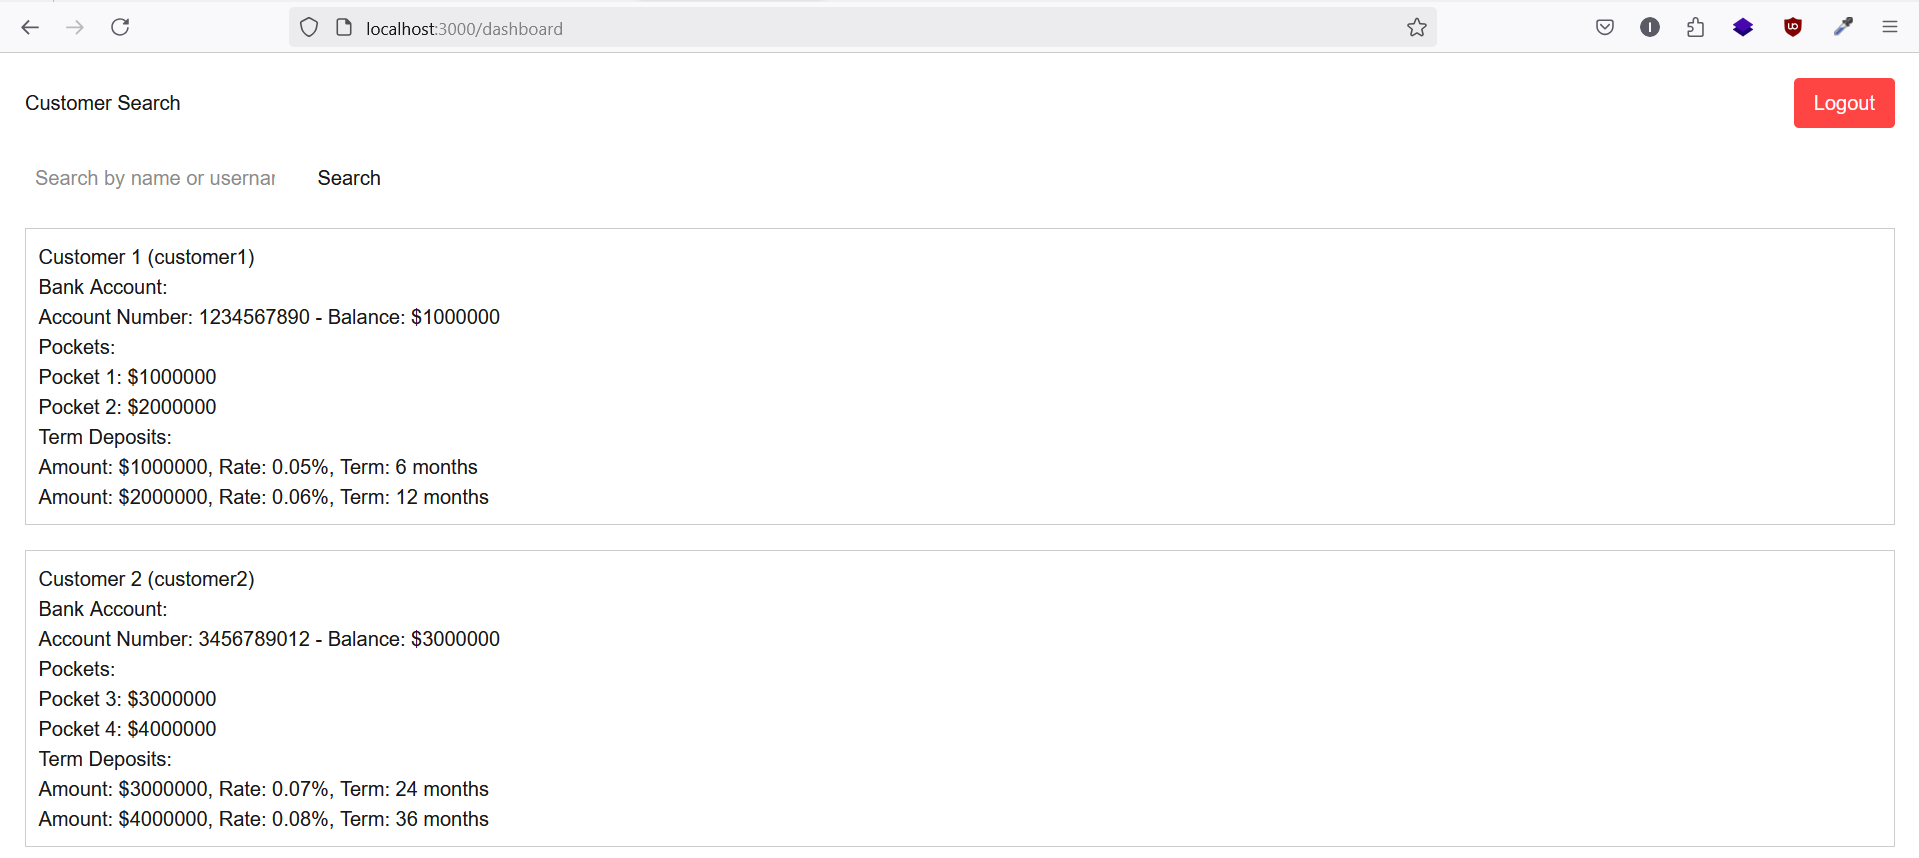 localhost:3000/dashboard
Customer Search
Logout
Search by name or usernar
Search
Customer 1 (customer1)
Bank Account:
Account Number: 1234567890 - Balance: $1000000
Pockets:
Pocket 1: $1000000
Pocket 2: $2000000
Term Deposits:
Amount: $1000000, Rate: 0.05%, Term: 6 months
Amount: $2000000, Rate: 0.06%, Term: 12 months
Customer 2 (customer2)
Bank Account:
Account Number: 3456789012 - Balance: $3000000
Pockets:
Pocket 3: $3000000
Pocket 4: $4000000
Term Deposits:
Amount: $3000000, Rate: 0.07%, Term: 24 months
Amount: $4000000, Rate: 0.08%, Term: 36 months